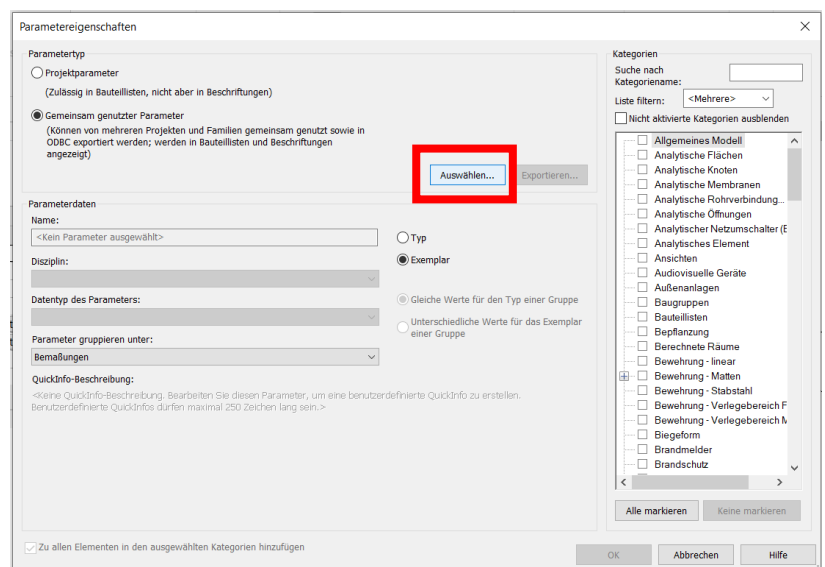 Parametereigenschaften
Parametertyp
Projektparameter
(Zulässig in Bauteillisten, nicht aber in Beschriftungen)
Gemeinsam genutzter Parameter
(Können von mehreren Projekten und Familien gemeinsam genutzt sowie in
ODBC exportiert werden; werden in Bauteillisten und Beschriftungen
angezeigt)
Auswählen...
Exportieren...
Parameterdaten
Name:
<Kein Parameter ausgewählt>
Disziplin:
Datentyp des Parameters:
Parameter gruppieren unter:
Bemaßungen
Typ
Exemplar
Gleiche Werte für den Typ einer Gruppe
Unterschiedliche Werte für das Exemplar
einer Gruppe
QuickInfo-Beschreibung:
<Keine QuickInfo-Beschreibung. Bearbeiten Sie diesen Parameter, um eine benutzerdefinierte QuickInfo zu erstellen.
Benutzerdefinierte QuickInfos dürfen maximal 250 Zeichen lang sein.>
Zu allen Elementen in den ausgewählten Kategorien hinzufügen
Kategorien
Suche nach
Kategoriename:
Liste filtern:
<Mehrere>
Nicht aktivierte Kategorien ausblenden
Allgemeines Modell
Analytische Flächen
Analytische Knoten
Analytische Membranen
Analytische Rohrverbindung...
Analytische Öffnungen
Analytischer Netzumschalter (E
Analytisches Element
Ansichten
Audiovisuelle Geräte
Außenanlagen
Baugruppen
Bauteillisten
Bepflanzung
Berechnete Räume
Bewehrung - linear
Bewehrung - Matten
Bewehrung - Stabstahl
Bewehrung - Verlegebereich F
Bewehrung - Verlegebereich M
Biegeform
Brandmelder
Brandschutz
Alle markieren
Keine markieren
OK
Abbrechen
Hilfe